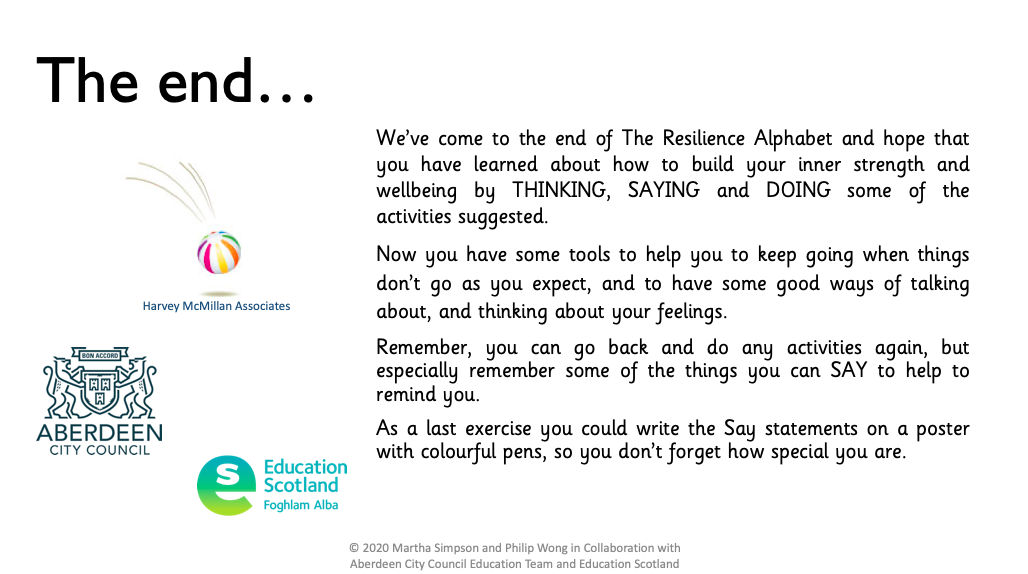 The end…
We’ve come to the end of The Resilience Alphabet and hope that
you have learned about how to build your inner strength and
wellbeing by THINKING, SAYING and DOING some of the
activities suggested.
Now you have some tools to help you to keep going when things
don’t go as you expect, and to have some good ways of talking
about, and thinking about your feelings.
Remember, you can go back and do any activities again, but
especially remember some of the things you can SAY to help to
remind you.
As a last exercise you could write the Say statements on a poster
with colourful pens, so you don’t forget how special you are.
Harvey McMillan Associates
BON ACCORD
ABERDEEN
CITY COUNCIL
Education
Scotland
Foghlam Alba
© 2020 Martha Simpson and Philip Wong in Collaboration with
Aberdeen City Council Education Team and Education Scotland